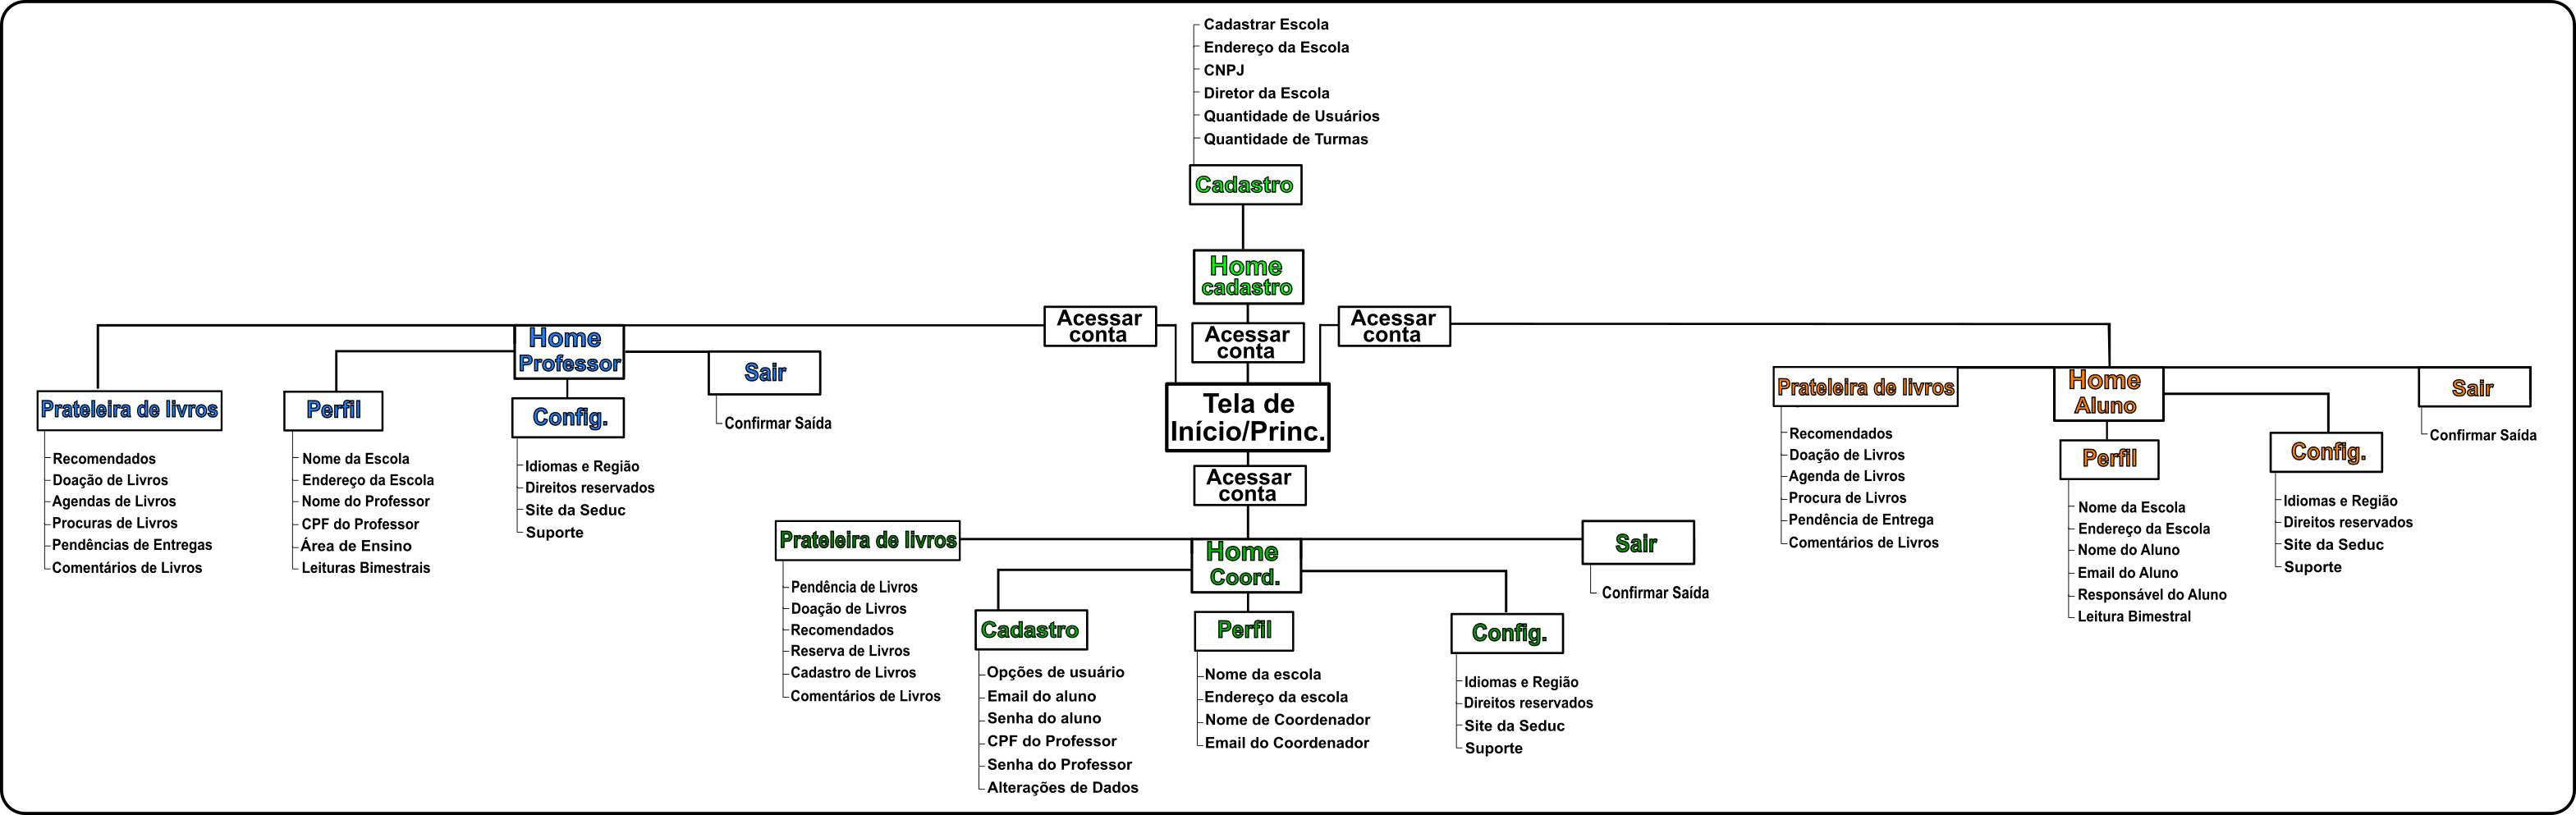 Cadastrar Escola
Endereço da Escola
CNPJ
Diretor da Escola
Quantidade de Usuários
Quantidade de Turmas
Cadastro
Home
cadastro
Acessar
conta
Acessar
conta
Acessar
conta
Tela de
Início/Princ.
Acessar
conta
Home
Professor
Prateleira de livros
Recomendados
Doação de Livros
Agendas de Livros
Procuras de Livros
Pendências de Entregas
Comentários de Livros
Perfil
Nome da Escola
Endereço da Escola
Nome do Professor
CPF do Professor
Área de Ensino
Leituras Bimestrais
Config.
Idiomas e Região
Direitos reservados
Site da Seduc
Suporte
Sair
Confirmar Saída
Home
Coord.
Prateleira de livros
Pendência de Livros
Doação de Livros
Recomendados
Reserva de Livros
Cadastro de Livros
Comentários de Livros
Cadastro
Opções de usuário
Email do aluno
Senha do aluno
CPF do Professor
Senha do Professor
Alterações de Dados
Perfil
Nome da escola
Endereço da escola
Nome de Coordenador
Email do Coordenador
Config.
Idiomas e Região
Direitos reservados
Site da Seduc
Suporte
Sair
Confirmar Saída
Home
Aluno
Prateleira de livros
Recomendados
Doação de Livros
Agenda de Livros
Procura de Livros
Pendência de Entrega
Comentários de Livros
Perfil
Nome da Escola
Endereço da Escola
Nome do Aluno
Email do Aluno
Responsável do Aluno
Leitura Bimestral
Config.
Idiomas e Região
Direitos reservados
Site da Seduc
Suporte
Sair
Confirmar Saída